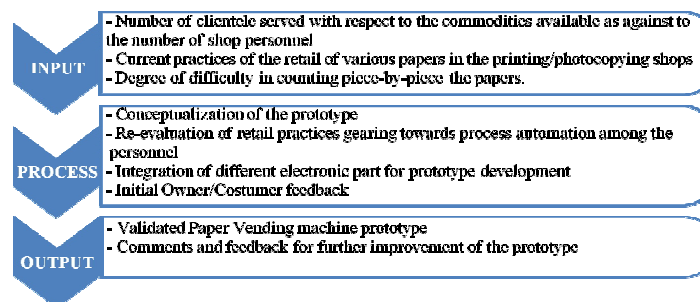 - Number of clientele served with respect to the commodities available as against to
the number of shop personnel
INPUT
- Current practices of the retail of various papers in the printing/photocopying shops
- Degree of difficulty in counting piece-by-piece the papers.
- Conceptualization of the prototype
- Re-evaluation of retail practices gearing towards process automation among the
personnel
PROCESS
- Integration of different electronic part for prototype development
- Initial Owner/Costumer feedback
- Validated Paper Vending machine prototype
- Comments and feedback for further improvement of the prototype
OUTPUT